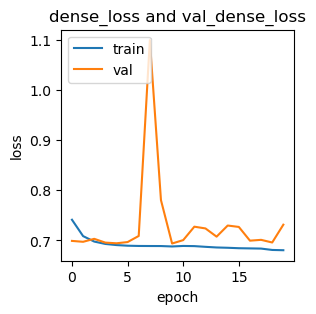 dense_loss and val_dense_loss
train
val
1.1
1.0
0.9
0.8
0.7
loss
0 5 10 15
epoch